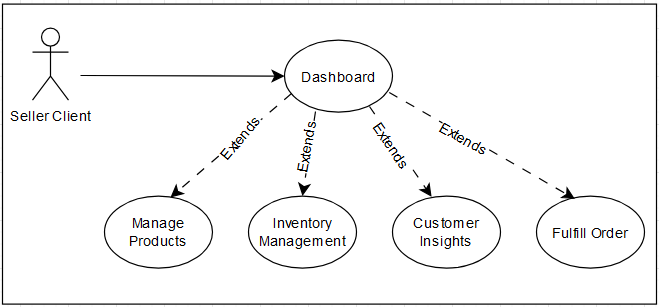 Seller Client
Dashboard
Extends
Extends
Extends
Extends
Manage
Products
Inventory
Management
Customer
Insights
Fulfill Order